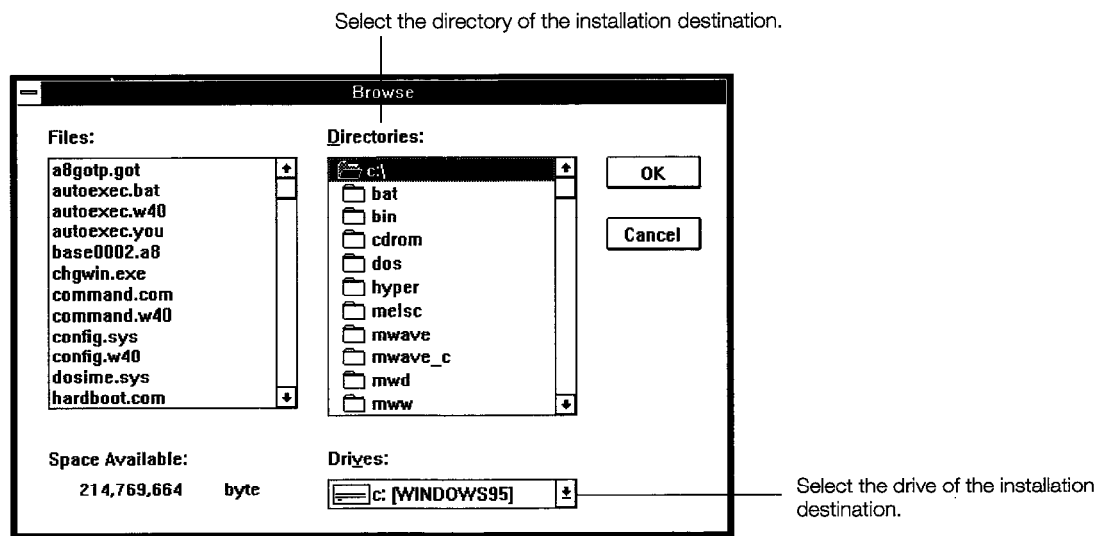 Select the directory of the installation destination.
Browse
Files:
a8gotp.got
autoexec.bat
autoexec.w40
autoexec.you
base0002.a8
chgwin.exe
command.com
command.w40
config.sys
config.w40
dosime.sys
hardboot.com
Directories:
c:\
bat
bin
cdrom
dos
hyper
melsc
mwave
mwave_c
mwd
mww
OK
Cancel
Space Available:
214,769,664 byte
Drives:
c: [WINDOWS95]
Select the drive of the installation
destination.